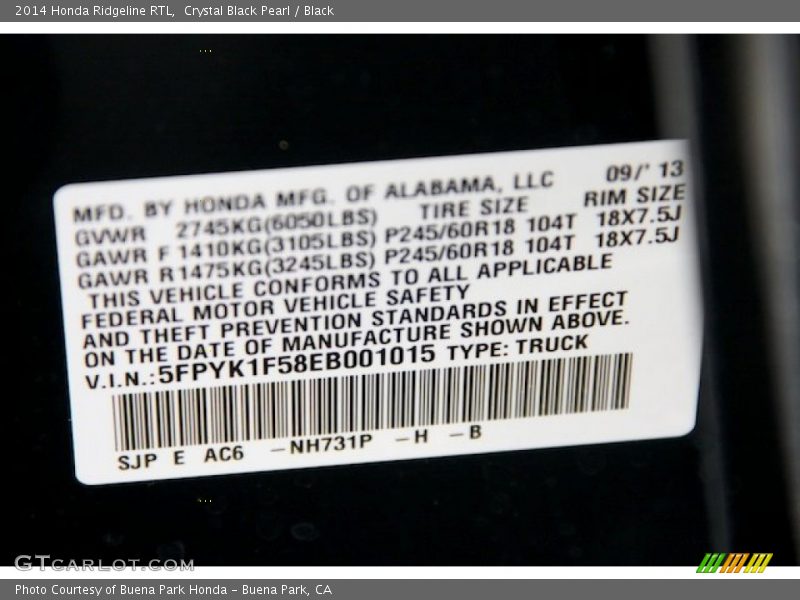 2014 Honda Ridgeline RTL,  Crystal Black Pearl / Black
MFD. BY HONDA MFG. OF ALABAMA, LLC 09/' 13
GVWR 2745KG(6050LBS) TIRE SIZE RIM SIZE
GAWR F 1410KG(3105LBS) P245/60R18 104T 18X7.5J
GAWR R1475KG(3245LBS) P245/60R18 104T 18X7.5J
THIS VEHICLE CONFORMS TO ALL APPLICABLE
FEDERAL MOTOR VEHICLE SAFETY
AND THEFT PREVENTION STANDARDS IN EFFECT
ON THE DATE OF MANUFACTURE SHOWN ABOVE.
V.I.N.:5FPYK1F58EB001015 TYPE: TRUCK
SJP E AC6 -NH731P -H -B
GTCARLOT.COM
Photo Courtesy of Buena Park Honda - Buena Park, CA